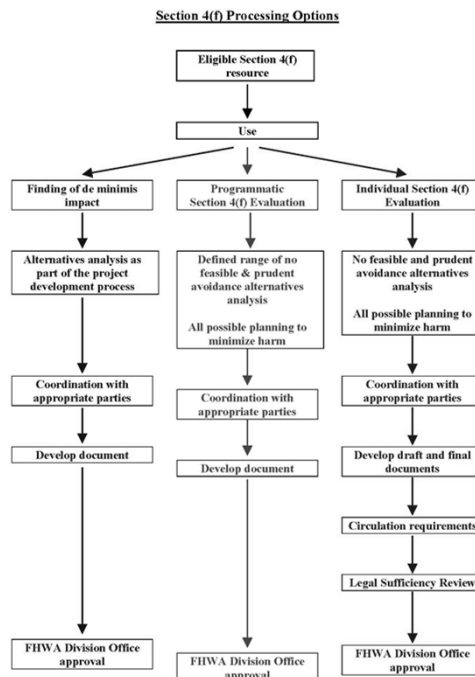 Section 4(f) Processing Options
Eligible Section 4(f)
resource
Use
Finding of de minimis
impact
Alternatives analysis as
part of the project
development process
Coordination with
appropriate parties
Develop document
FHWA Division Office
approval
Programmatic
Section 4(f) Evaluation
Defined range of no
feasible & prudent
avoidance alternatives
analysis
All possible planning to
minimize harm
Coordination with
appropriate parties
Develop document
FHWA Division Office
approval
Individual Section 4(f)
Evaluation
No feasible and prudent
avoidance alternatives
analysis
All possible planning to
minimize harm
Coordination with
appropriate parties
Develop draft and final
documents
Circulation requirements
Legal Sufficiency Review
FHWA Division Office
approval